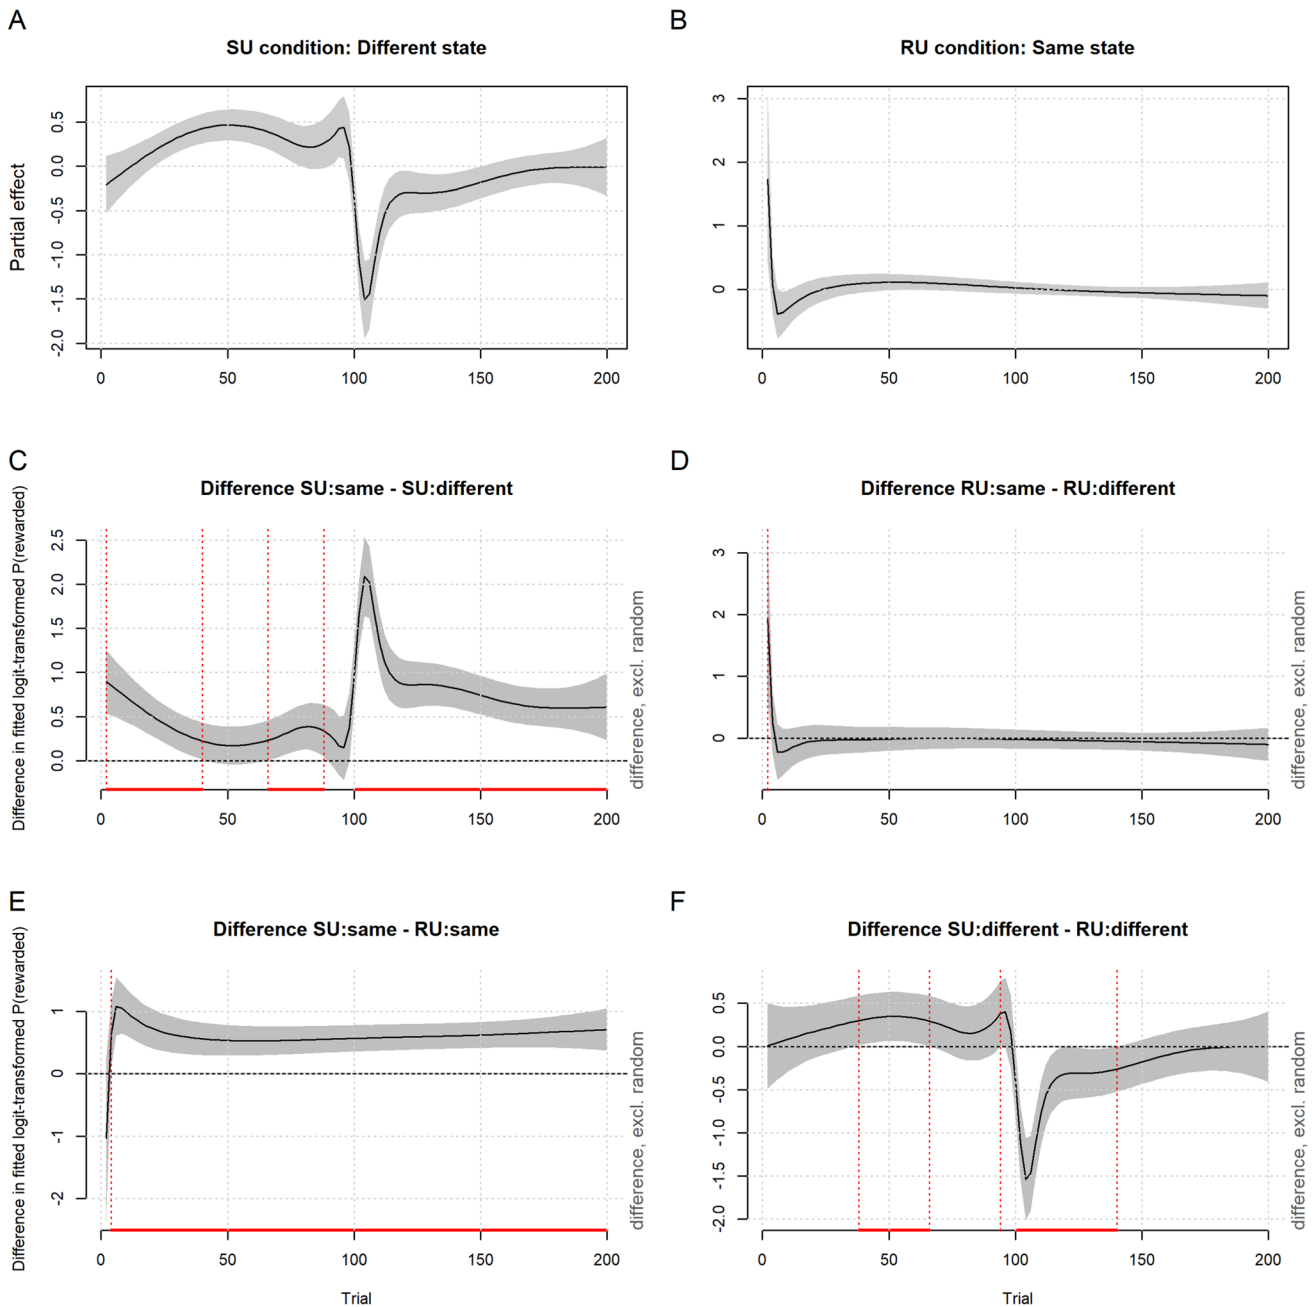 A
SU condition: Different state
Partial effect
0.5
0.0
-0.5
-1.0
-1.5
-2.0
0 50 100 150 200
B
RU condition: Same state
3
2
1
0
0 50 100 150 200
C
Difference SU:same - SU:different
Difference in fitted logit-transformed P(rewarded)
2.5
2.0
1.5
1.0
0.5
0.0
0 50 100 150 200
difference, excl. random
D
Difference RU:same - RU:different
3
2
1
0
0 50 100 150 200
difference, excl. random
E
Difference SU:same - RU:same
Difference in fitted logit-transformed P(rewarded)
1
0
-1
-2
0 50 100 150 200
Trial
difference, excl. random
F
Difference SU:different - RU:different
0.5
0.0
-0.5
-1.0
-1.5
-2.0
0 50 100 150 200
Trial
difference, excl. random